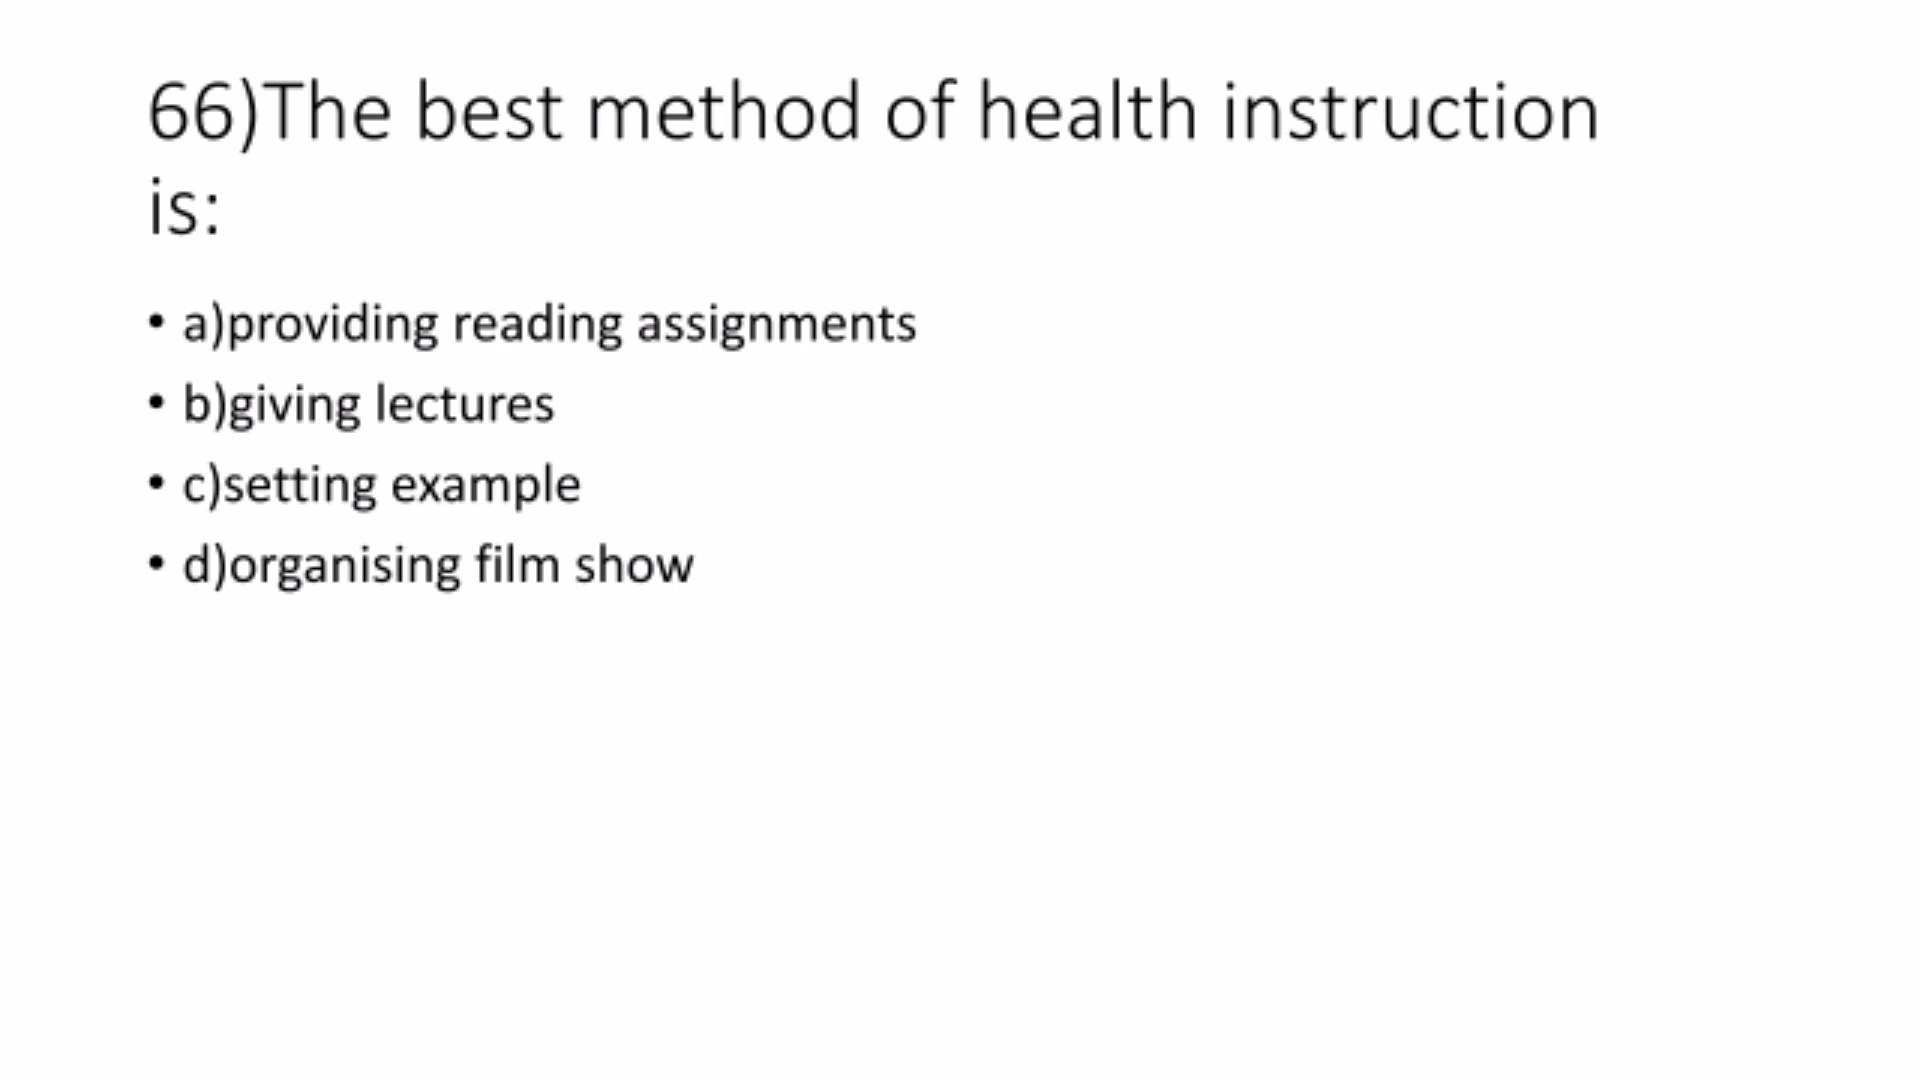 66)The best method of health instruction
is:
• a)providing reading assignments
• b)giving lectures
• c)setting example
• d)organising film show